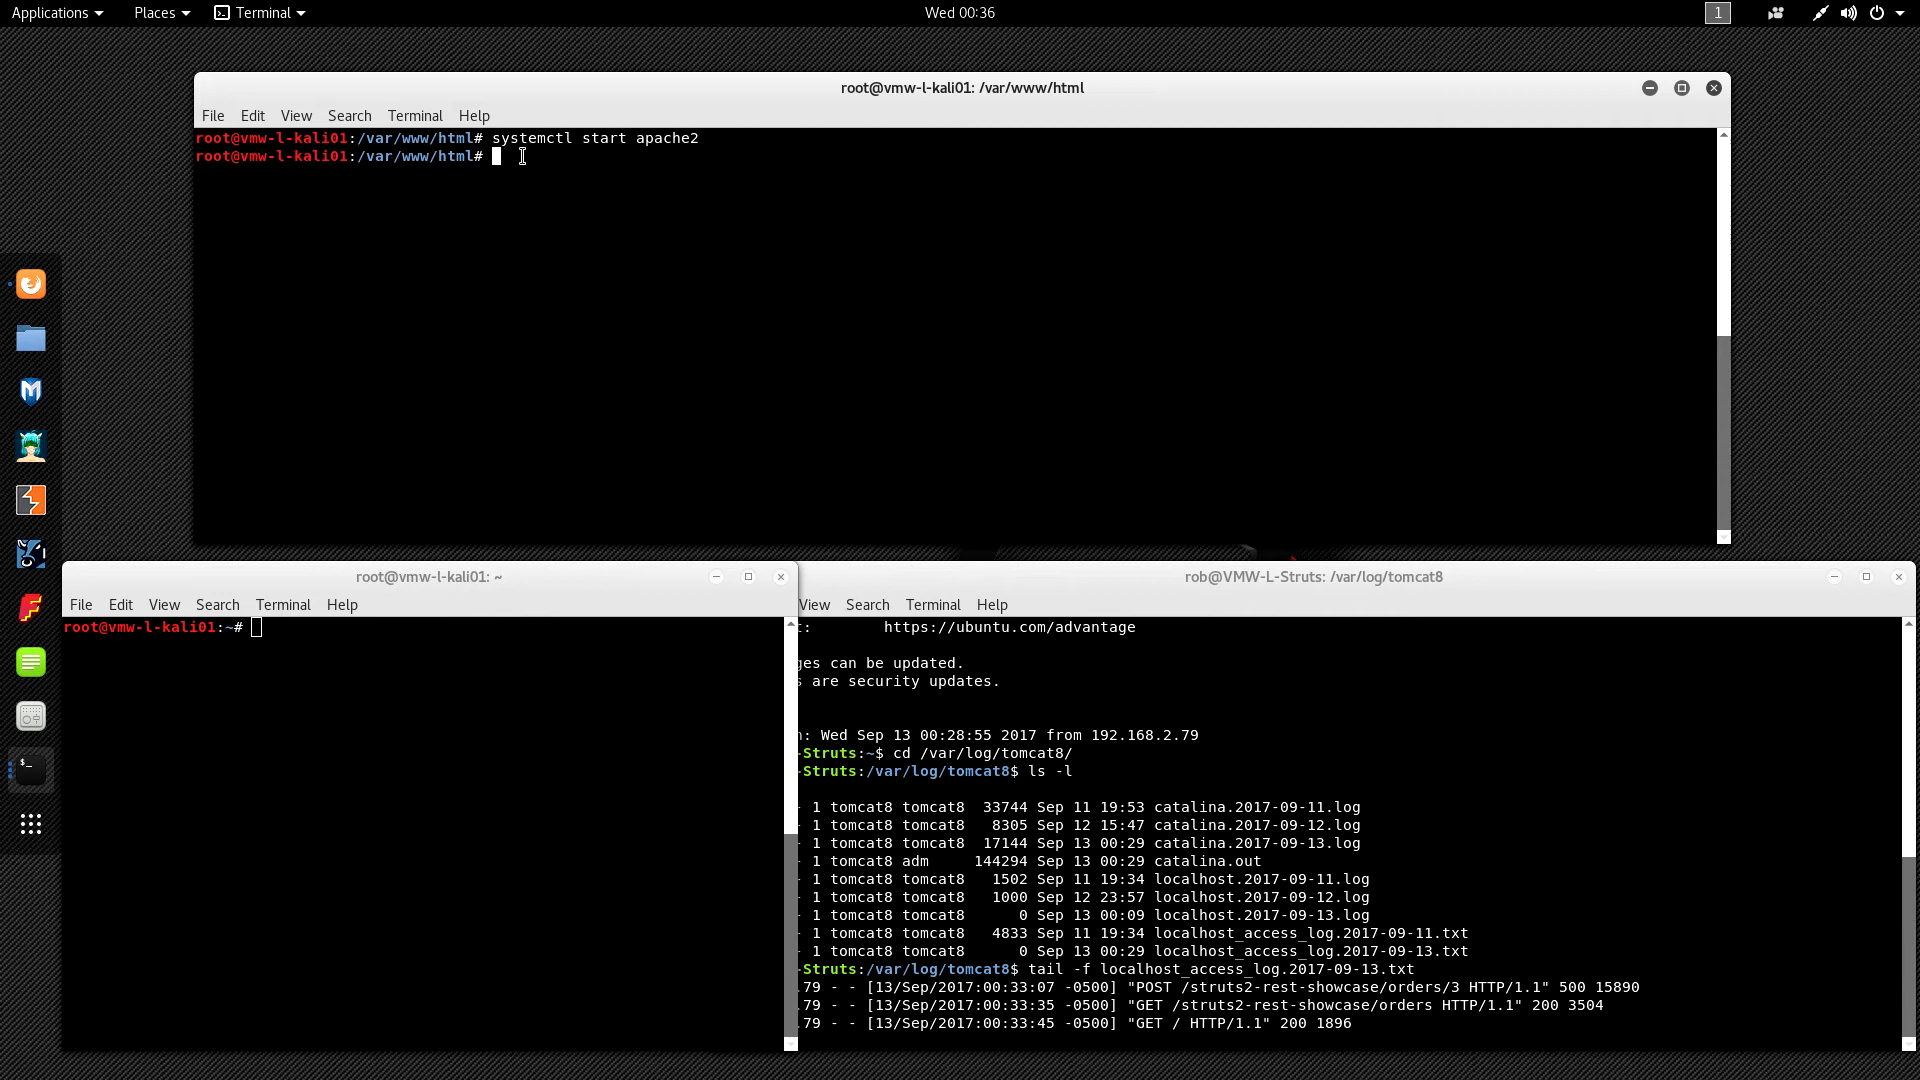 Applications Places Terminal Wed 00:36 1
root@vmw-l-kali01: /var/www/html
File Edit View Search Terminal Help
root@vmw-l-kali01:/var/www/html# systemctl start apache2
root@vmw-l-kali01:/var/www/html#
root@vmw-l-kali01: ~
File Edit View Search Terminal Help
root@vmw-l-kali01:~#
rob@VMW-L-Struts: /var/log/tomcat8
View Search Terminal Help
t: https://ubuntu.com/advantage
ges can be updated.
s are security updates.
n: Wed Sep 13 00:28:55 2017 from 192.168.2.79
-Struts:~$ cd /var/log/tomcat8/
-Struts:/var/log/tomcat8$ ls -l
- 1 tomcat8 tomcat8 33744 Sep 11 19:53 catalina.2017-09-11.log
- 1 tomcat8 tomcat8 8305 Sep 12 15:47 catalina.2017-09-12.log
- 1 tomcat8 tomcat8 17144 Sep 13 00:29 catalina.2017-09-13.log
- 1 tomcat8 adm 144294 Sep 13 00:29 catalina.out
- 1 tomcat8 tomcat8 1502 Sep 11 19:34 localhost.2017-09-11.log
- 1 tomcat8 tomcat8 1000 Sep 12 23:57 localhost.2017-09-12.log
- 1 tomcat8 tomcat8 0 Sep 13 00:09 localhost.2017-09-13.log
- 1 tomcat8 tomcat8 4833 Sep 11 19:34 localhost_access_log.2017-09-11.txt
- 1 tomcat8 tomcat8 0 Sep 13 00:29 localhost_access_log.2017-09-13.txt
-Struts:/var/log/tomcat8$ tail -f localhost_access_log.2017-09-13.txt
.79 - - [13/Sep/2017:00:33:07 -0500] "POST /struts2-rest-showcase/orders/3 HTTP/1.1" 500 15890
.79 - - [13/Sep/2017:00:33:35 -0500] "GET /struts2-rest-showcase/orders HTTP/1.1" 200 3504
.79 - - [13/Sep/2017:00:33:45 -0500] "GET / HTTP/1.1" 200 1896